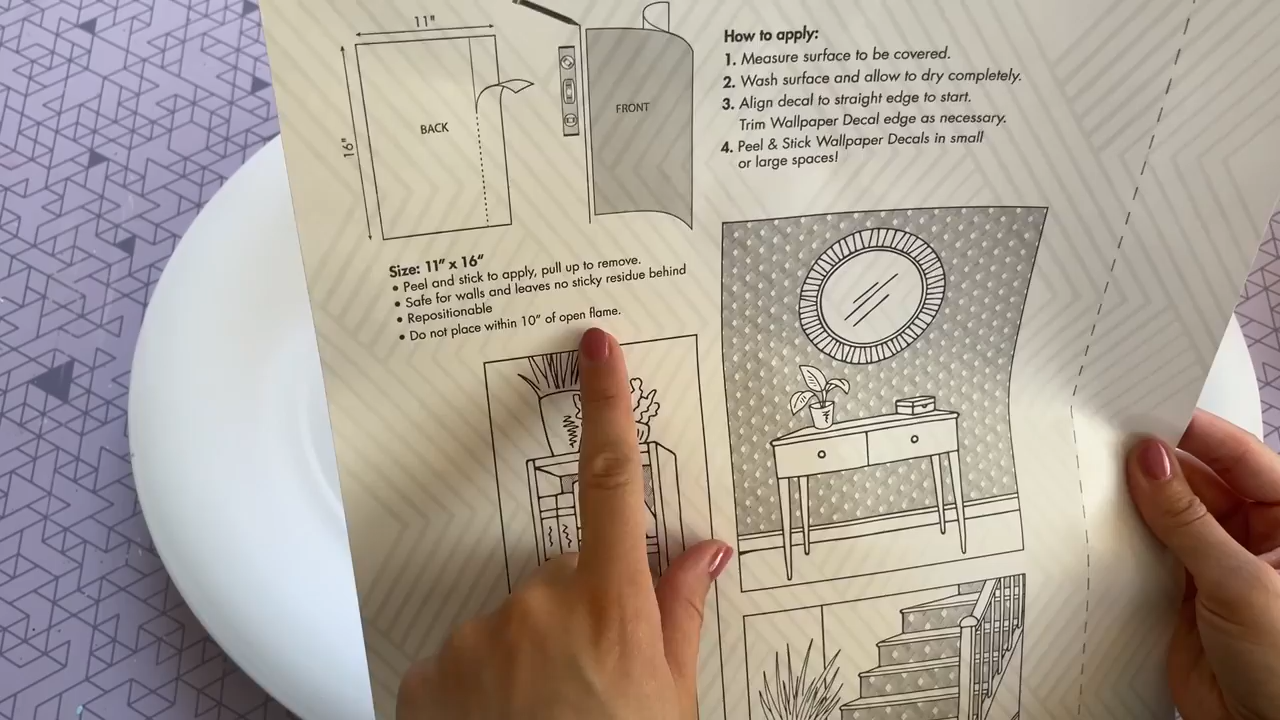 11"
16"
BACK
FRONT
Size: 11" x 16"
• Peel and stick to apply, pull up to remove.
• Safe for walls and leaves no sticky residue behind
• Repositionable
• Do not place within 10" of open flame.
How to apply:
1. Measure surface to be covered.
2. Wash surface and allow to dry completely.
3. Align decal to straight edge to start.
Trim Wallpaper Decal edge as necessary.
4. Peel & Stick Wallpaper Decals in small
or large spaces!